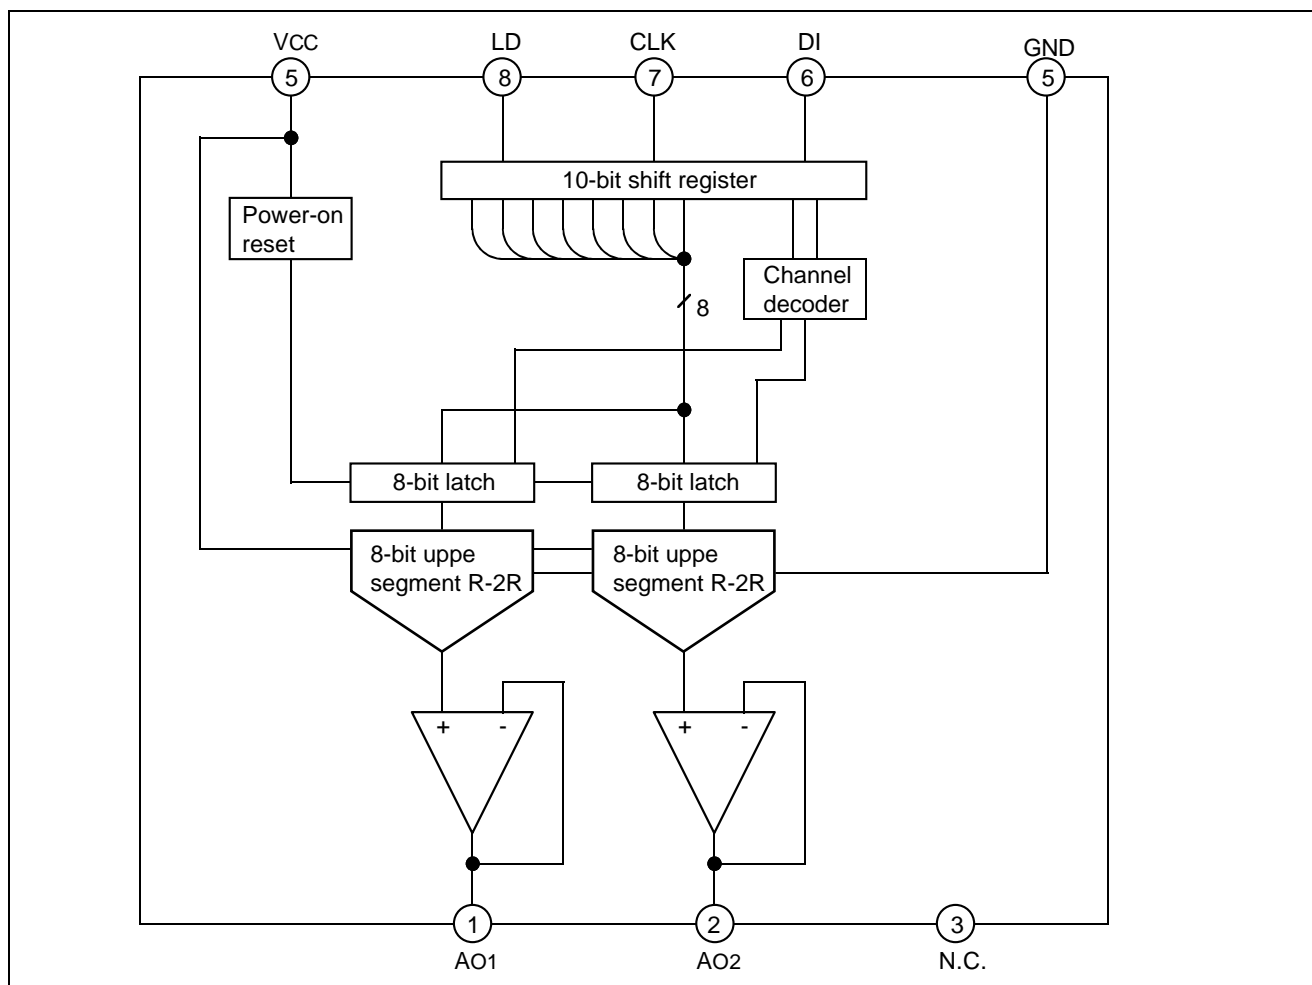 VCC
LD
CLK
DI
GND
5
8
7
6
5
10-bit shift register
Power-on
reset
Channel
decoder
8
8-bit latch
8-bit latch
8-bit uppe
segment R-2R
8-bit uppe
segment R-2R
+
-
+
-
1
2
3
AO1
AO2
N.C.